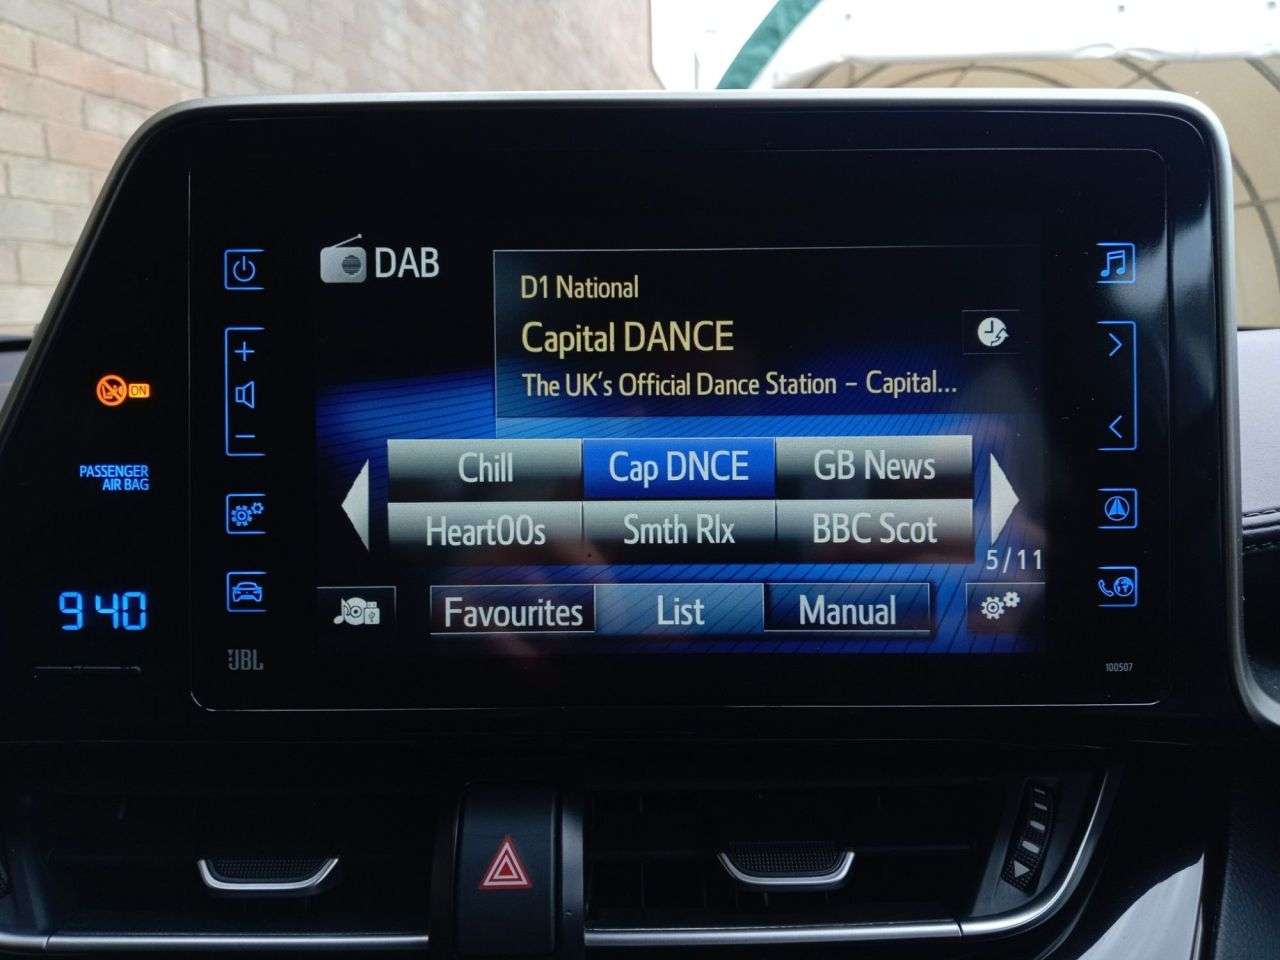 DAB
D1 National
Capital DANCE
The UK's Official Dance Station – Capital...
ON
PASSENGER
AIR BAG
Chill
Cap DNCE
GB News
Heart00s
Smth Rlx
BBC Scot
5/11
Favourites
List
Manual
9:40
JBL
100507